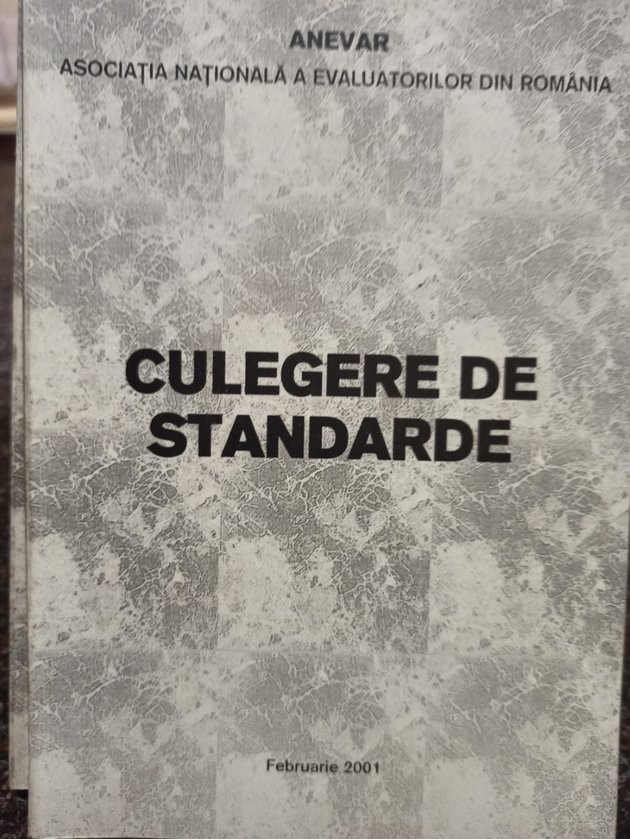 ANEVAR
ASOCIAȚIA NAȚIONALĂ A EVALUATORILOR DIN ROMÂNIA
CULEGERE DE
STANDARDE
Februarie 2001